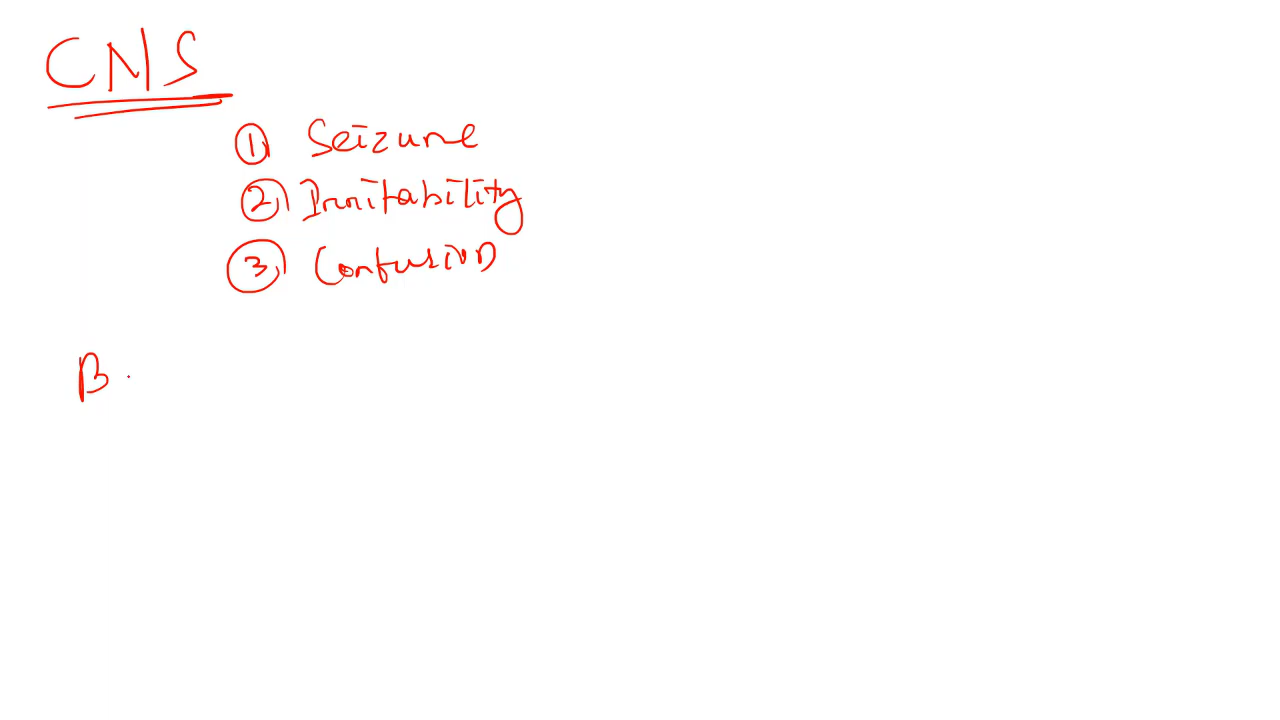 CNS
① Seizure
② Irritability
③ Confusion
B